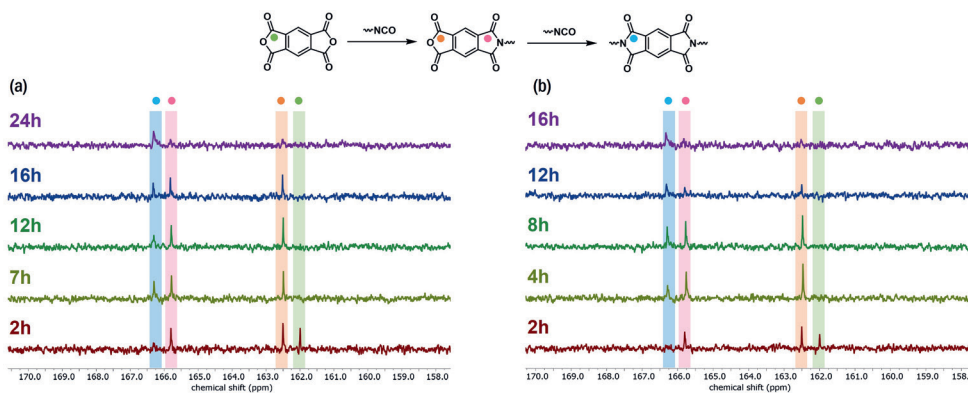 O O O O O O
~NCO
O O O O N O
~NCO
O O N N O O
(a)
24h
16h
12h
7h
2h
170.0 169.0 168.0 167.0 166.0 165.0 164.0 163.0 162.0 161.0 160.0 159.0 158.0
chemical shift (ppm)
(b)
16h
12h
8h
4h
2h
170.0 169.0 168.0 167.0 166.0 165.0 164.0 163.0 162.0 161.0 160.0 159.0 158.
chemical shift (ppm)